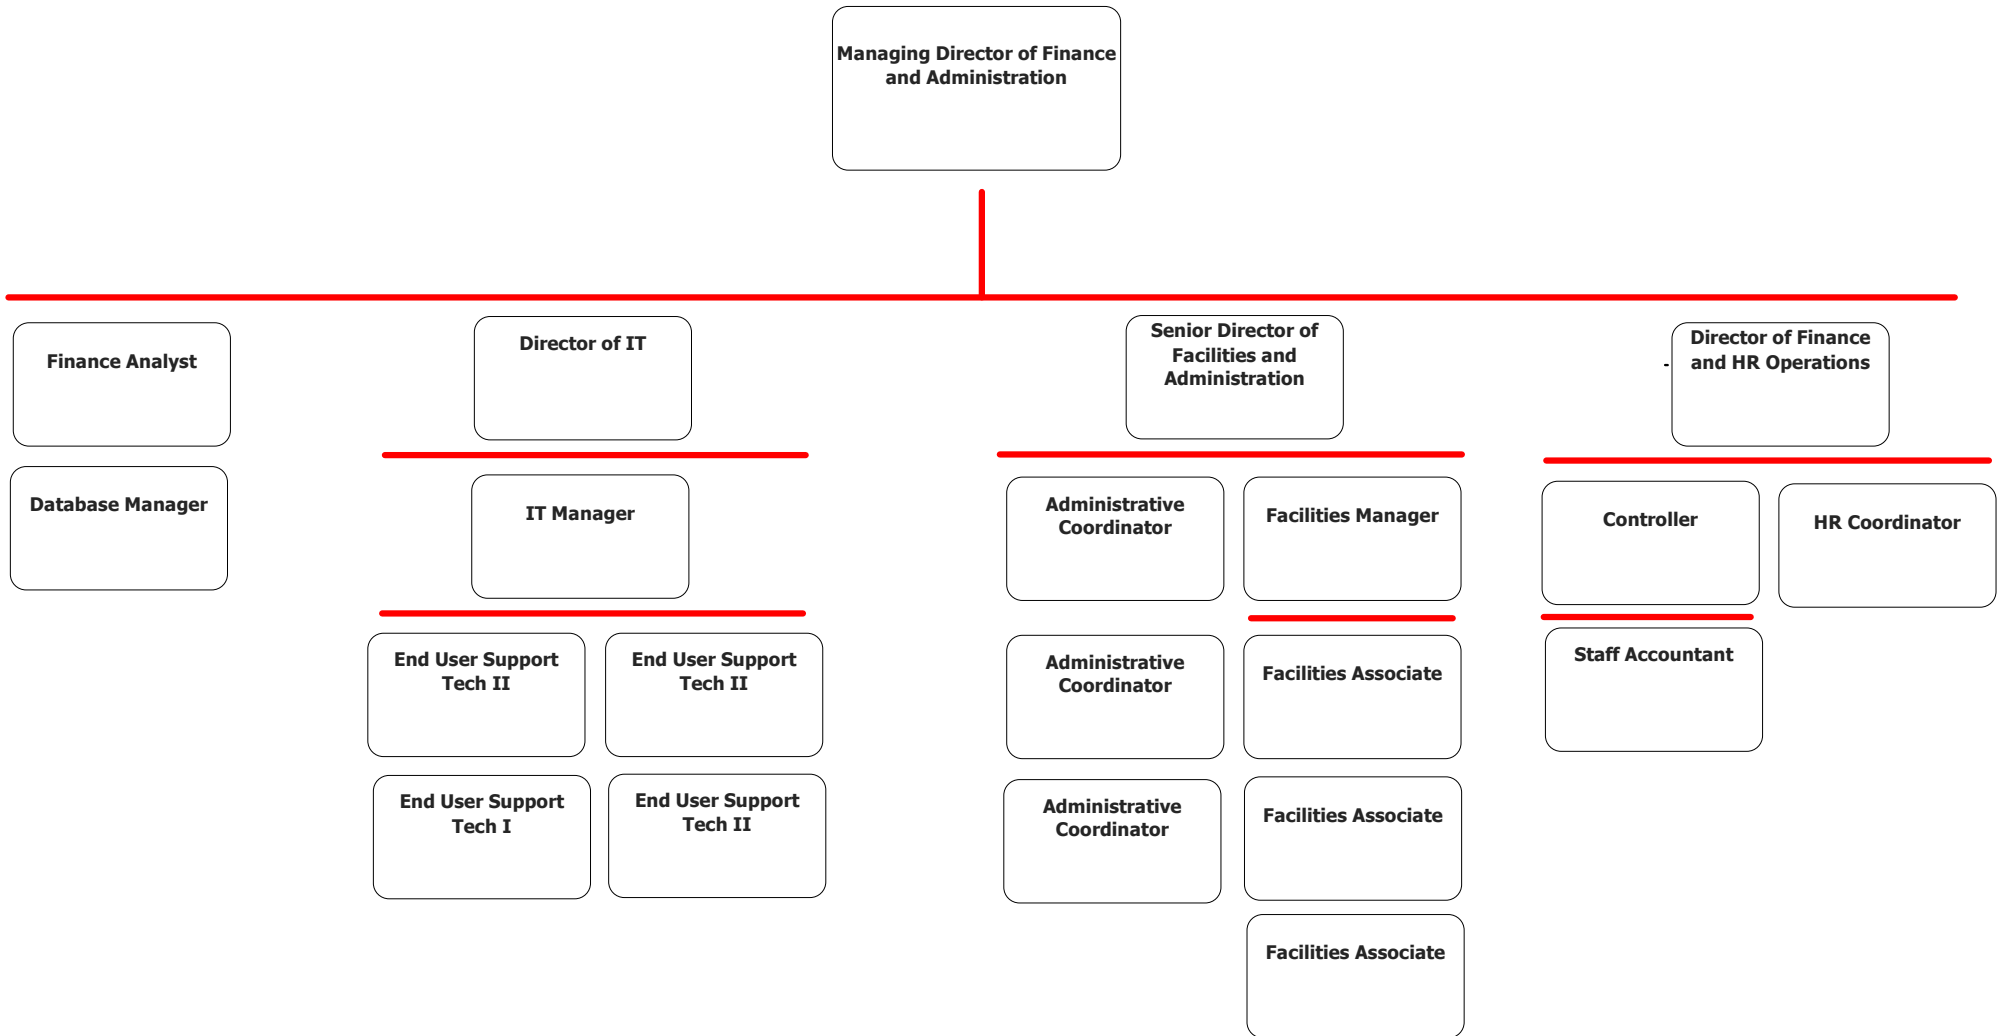 Managing Director of Finance
and Administration
Finance Analyst
Director of IT
Senior Director of
Facilities and
Administration
-
Director of Finance
and HR Operations
Database Manager
IT Manager
Administrative
Coordinator
Facilities Manager
Controller
HR Coordinator
End User Support
Tech II
End User Support
Tech II
Administrative
Coordinator
Facilities Associate
Staff Accountant
End User Support
Tech I
End User Support
Tech II
Administrative
Coordinator
Facilities Associate
Facilities Associate